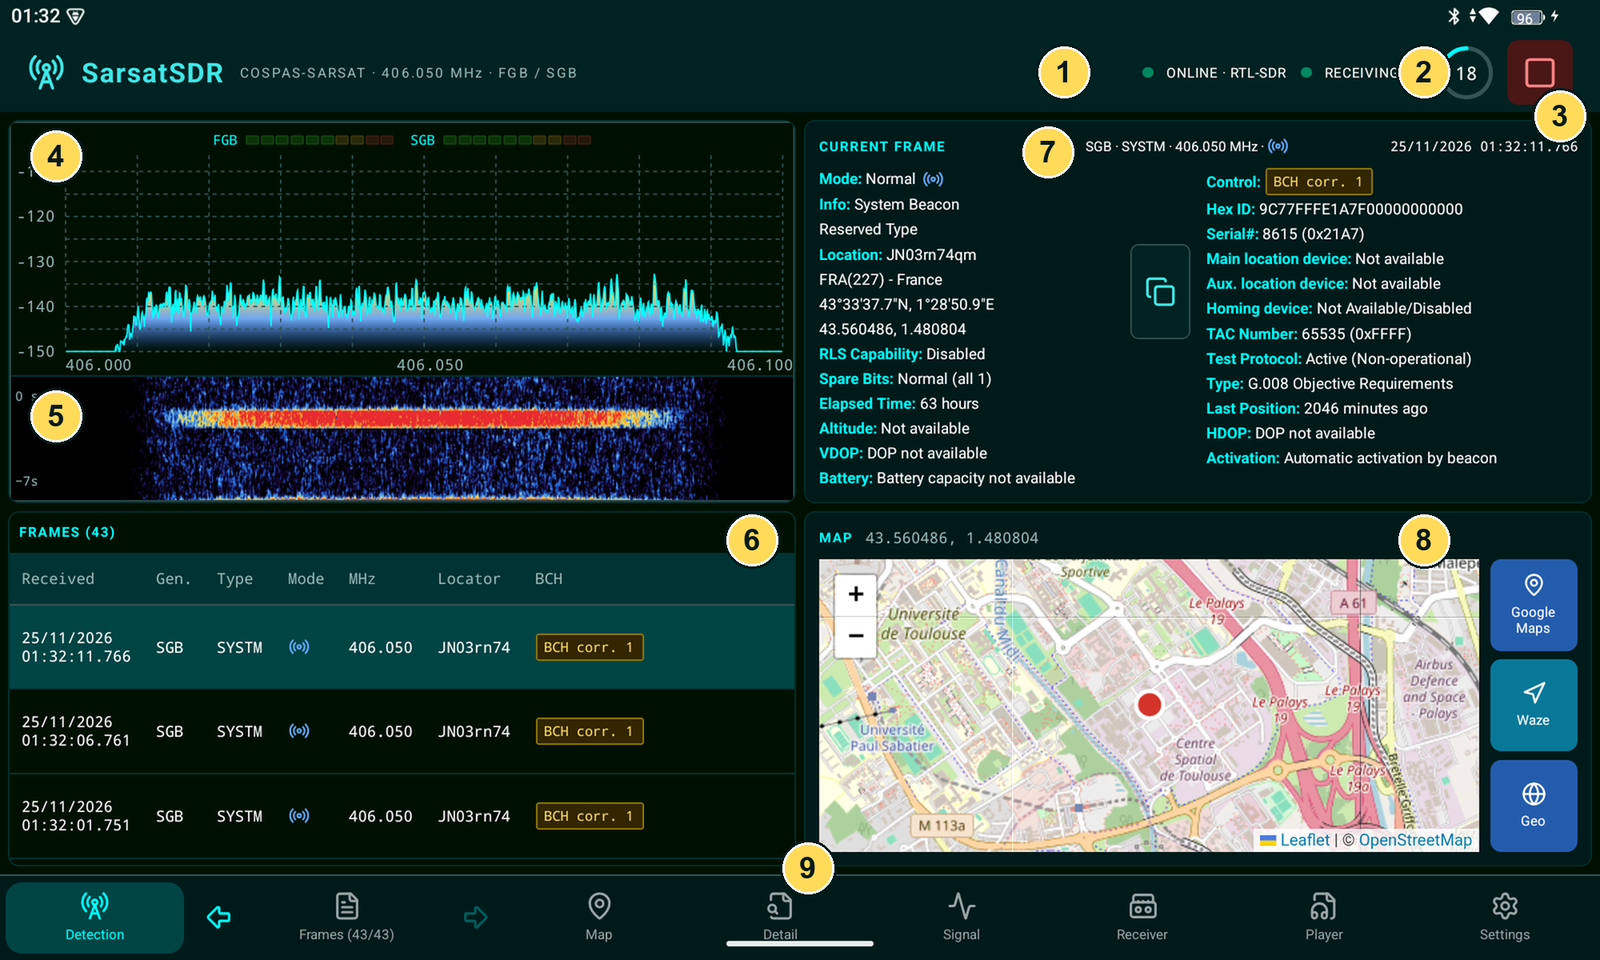 01:32
96
SarsatSDR COSPAS-SARSAT · 406.050 MHz · FGB / SGB
1
ONLINE · RTL-SDR
RECEIVING
2
18
3
4
FGB
SGB
-120
-130
-140
-150
406.000
406.050
406.100
0 s
5
-7s
CURRENT FRAME
7
SGB · SYSTM · 406.050 MHz ·
25/11/2026 01:32:11.766
Mode: Normal
Info: System Beacon
Reserved Type
Location: JN03rn74qm
FRA(227) - France
43°33'37.7"N, 1°28'50.9"E
43.560486, 1.480804
RLS Capability: Disabled
Spare Bits: Normal (all 1)
Elapsed Time: 63 hours
Altitude: Not available
VDOP: DOP not available
Battery: Battery capacity not available
Control: BCH corr. 1
Hex ID: 9C77FFFE1A7F00000000000
Serial#: 8615 (0x21A7)
Main location device: Not available
Aux. location device: Not available
Homing device: Not Available/Disabled
TAC Number: 65535 (0xFFFF)
Test Protocol: Active (Non-operational)
Type: G.008 Objective Requirements
Last Position: 2046 minutes ago
HDOP: DOP not available
Activation: Automatic activation by beacon
FRAMES (43)
6
Received Gen. Type Mode MHz Locator BCH
25/11/2026
01:32:11.766 SGB SYSTM 406.050 JN03rn74 BCH corr. 1
25/11/2026
01:32:06.761 SGB SYSTM 406.050 JN03rn74 BCH corr. 1
25/11/2026
01:32:01.751 SGB SYSTM 406.050 JN03rn74 BCH corr. 1
MAP 43.560486, 1.480804
8
+
−
Sportive
Canal du Midi
Université
de Toulouse
Le Palays
19
A 61
Airbus
Defence
and Space
- Palays
Le Palays
19
Le Palays
19
Université
Paul Sabatier
Centre
Spatial
de Toulouse
Le Palays
19a
M 113a
Leaflet | © OpenStreetMap
Google
Maps
Waze
Geo
9
Detection
Frames (43/43)
Map
Detail
Signal
Receiver
Player
Settings